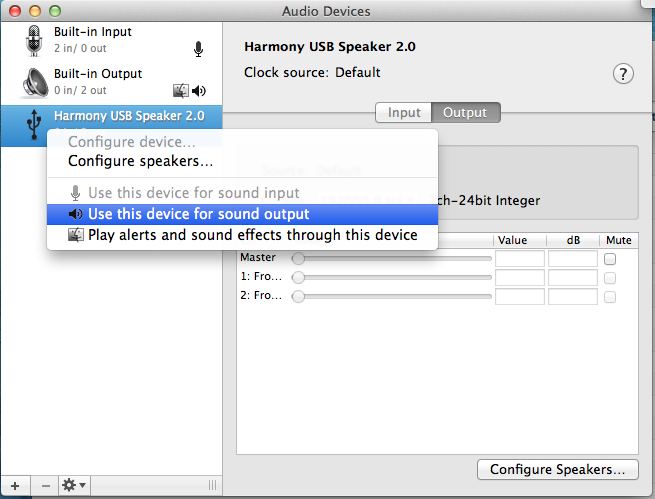 Audio Devices
Built-in Input
2 in/ 0 out
Built-in Output
0 in/ 2 out
Harmony USB Speaker 2.0
Harmony USB Speaker 2.0
Clock source: Default
?
Input
Output
Configure device...
Configure speakers...
Use this device for sound input
Use this device for sound output
Play alerts and sound effects through this device
ch-24bit Integer
Value dB Mute
Master
1: Fro...
2: Fro...
Configure Speakers...